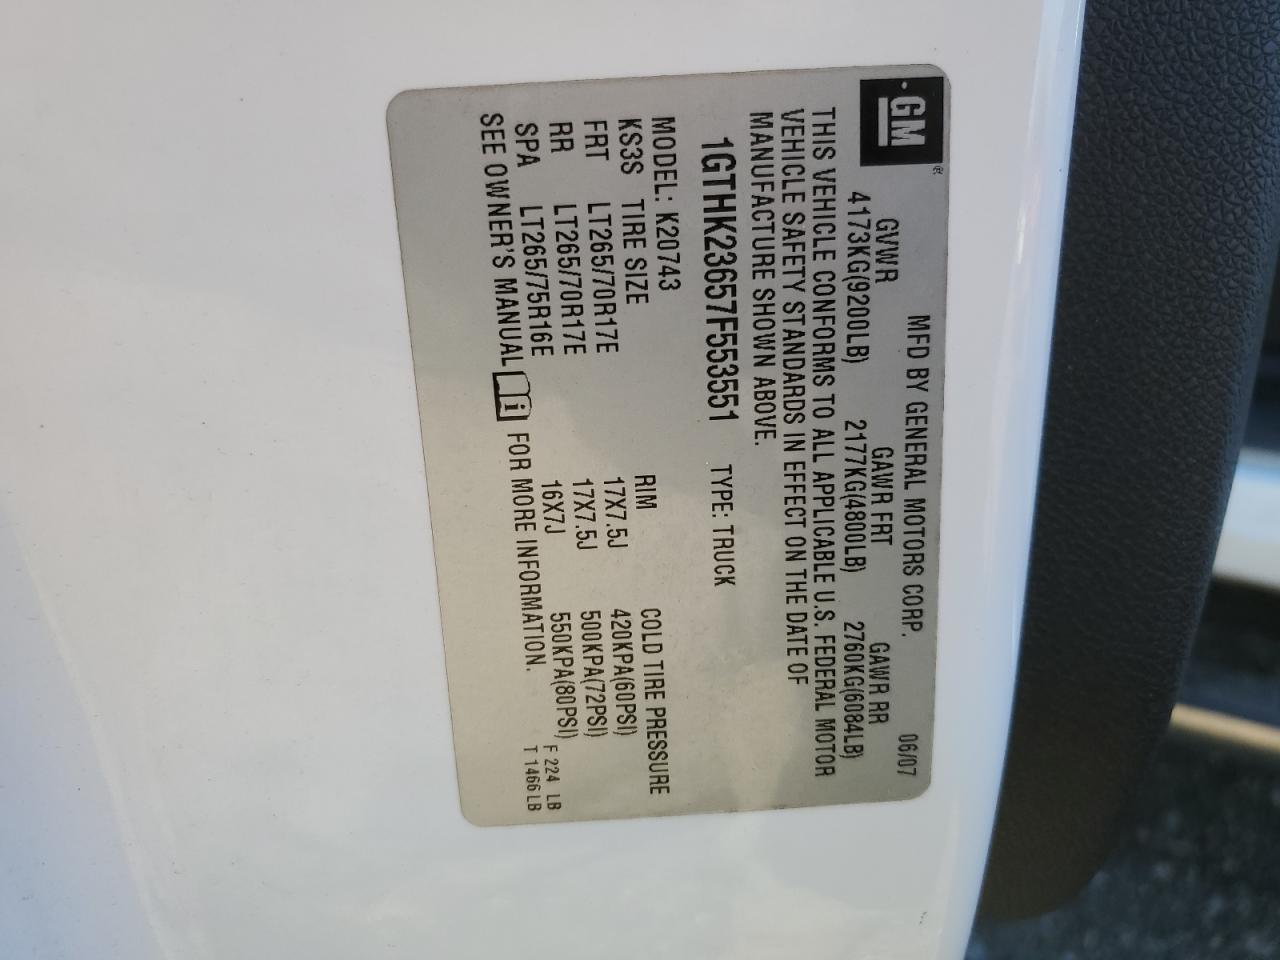 GM
MFD BY GENERAL MOTORS CORP. 06/07
GVWR GAWR FRT GAWR RR
4173KG(9200LB) 2177KG(4800LB) 2760KG(6084LB)
THIS VEHICLE CONFORMS TO ALL APPLICABLE U.S. FEDERAL MOTOR
VEHICLE SAFETY STANDARDS IN EFFECT ON THE DATE OF
MANUFACTURE SHOWN ABOVE.
1GTHK23657F553551 TYPE: TRUCK
MODEL: K20743
KS3S TIRE SIZE RIM COLD TIRE PRESSURE
FRT LT265/70R17E 17X7.5J 420KPA(60PSI)
RR LT265/70R17E 17X7.5J 500KPA(72PSI)
SPA LT265/75R16E 16X7J 550KPA(80PSI)
SEE OWNER'S MANUAL i FOR MORE INFORMATION.
F 224 LB
T 1466 LB